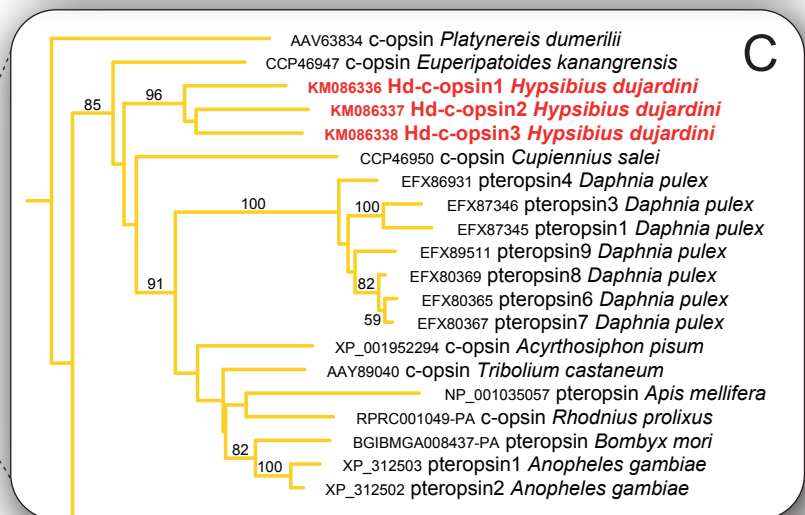 C
AAV63834 c-opsin Platynereis dumerilii
CCP46947 c-opsin Euperipatoides kanangrensis
85
96
KM086336 Hd-c-opsin1 Hypsibius dujardini
KM086337 Hd-c-opsin2 Hypsibius dujardini
KM086338 Hd-c-opsin3 Hypsibius dujardini
CCP46950 c-opsin Cupiennius salei
EFX86931 pteropsin4 Daphnia pulex
100
100
EFX87346 pteropsin3 Daphnia pulex
EFX87345 pteropsin1 Daphnia pulex
EFX89511 pteropsin9 Daphnia pulex
91
82
EFX80369 pteropsin8 Daphnia pulex
EFX80365 pteropsin6 Daphnia pulex
59
EFX80367 pteropsin7 Daphnia pulex
XP_001952294 c-opsin Acyrthosiphon pisum
AAY89040 c-opsin Tribolium castaneum
NP_001035057 pteropsin Apis mellifera
RPRC001049-PA c-opsin Rhodnius prolixus
82
BGIBMGA008437-PA pteropsin Bombyx mori
100
XP_312503 pteropsin1 Anopheles gambiae
XP_312502 pteropsin2 Anopheles gambiae